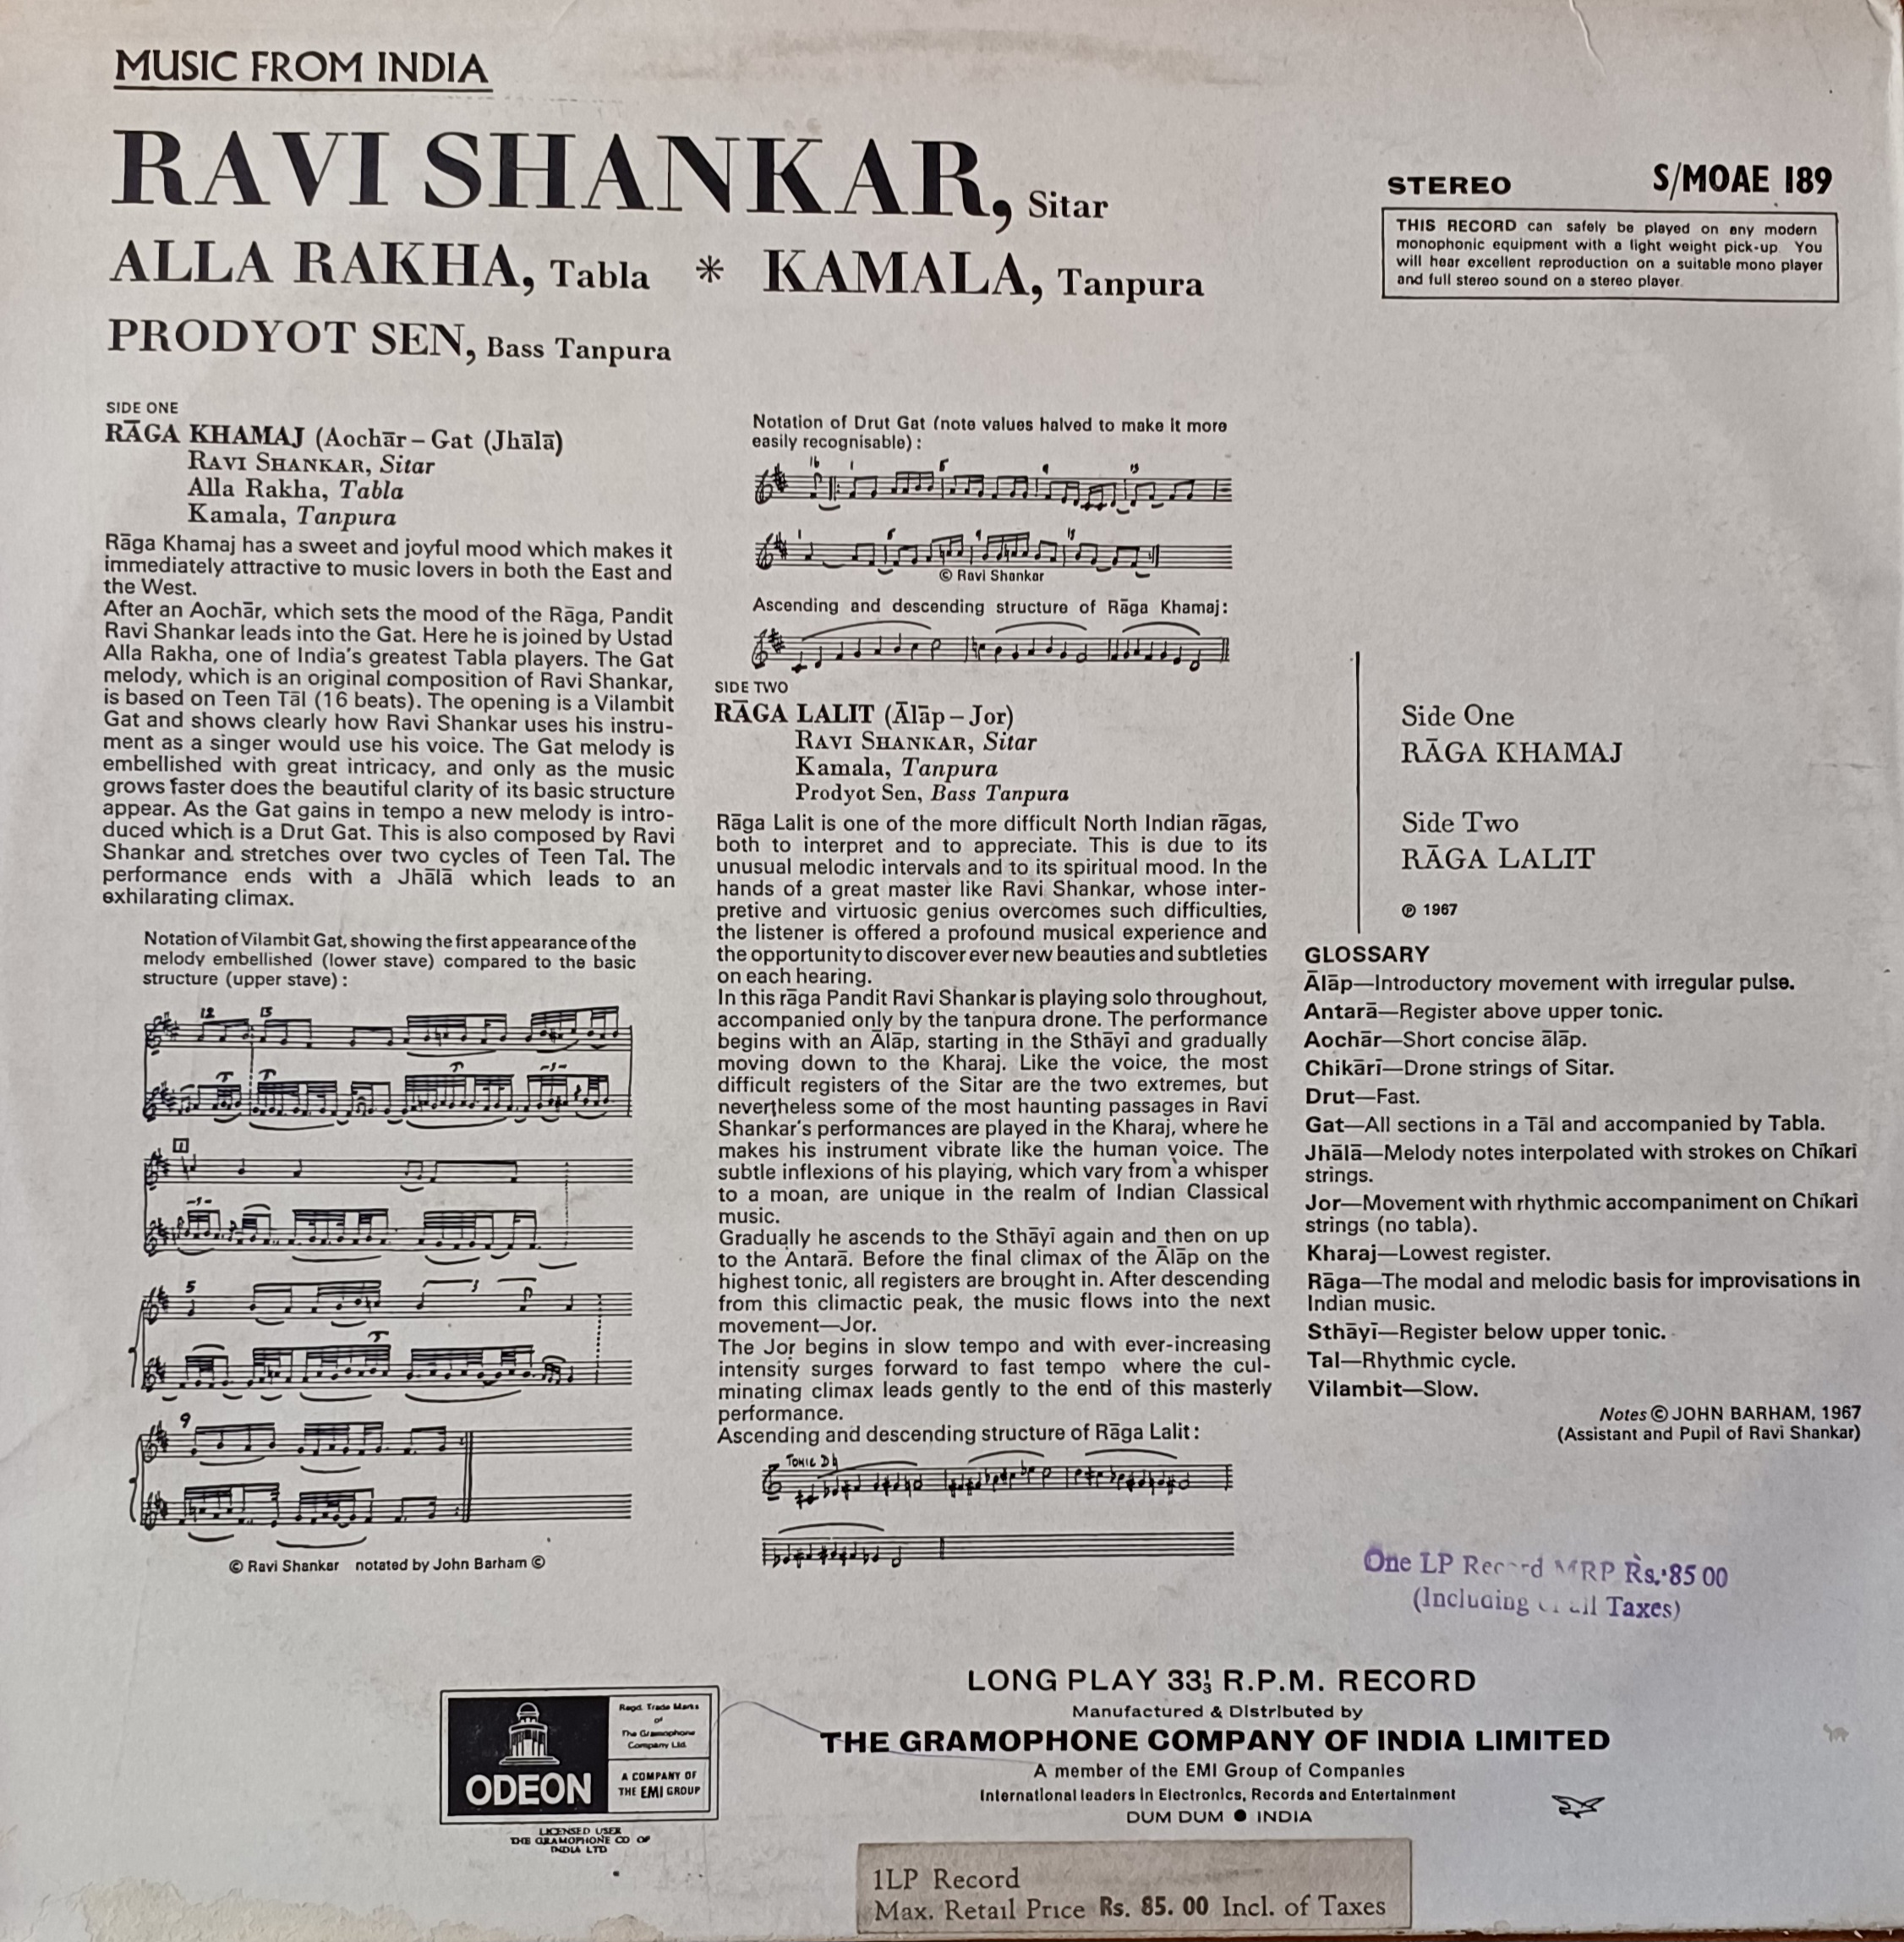 MUSIC FROM INDIA
RAVI SHANKAR, Sitar
ALLA RAKHA, Tabla * KAMALA, Tanpura
PRODYOT SEN, Bass Tanpura
STEREO S/MOAE 189
THIS RECORD can safely be played on any modern
monophonic equipment with a light weight pick-up. You
will hear excellent reproduction on a suitable mono player
and full stereo sound on a stereo player.
SIDE ONE
RĀGA KHAMAJ (Aochār – Gat (Jhālā)
RAVI SHANKAR, Sitar
Alla Rakha, Tabla
Kamala, Tanpura
Rāga Khamaj has a sweet and joyful mood which makes it
immediately attractive to music lovers in both the East and
the West.
After an Aochār, which sets the mood of the Rāga, Pandit
Ravi Shankar leads into the Gat. Here he is joined by Ustad
Alla Rakha, one of India's greatest Tabla players. The Gat
melody, which is an original composition of Ravi Shankar,
is based on Teen Tāl (16 beats). The opening is a Vilambit
Gat and shows clearly how Ravi Shankar uses his instru-
ment as a singer would use his voice. The Gat melody is
embellished with great intricacy, and only as the music
grows faster does the beautiful clarity of its basic structure
appear. As the Gat gains in tempo a new melody is intro-
duced which is a Drut Gat. This is also composed by Ravi
Shankar and stretches over two cycles of Teen Tal. The
performance ends with a Jhālā which leads to an
exhilarating climax.
Notation of Vilambit Gat, showing the first appearance of the
melody embellished (lower stave) compared to the basic
structure (upper stave) :
12 13
1
5
9
© Ravi Shankar notated by John Barham ©
Notation of Drut Gat (note values halved to make it more
easily recognisable) :
16 1 5 9 13
1 5 9 13
© Ravi Shankar
Ascending and descending structure of Rāga Khamaj:
SIDE TWO
RĀGA LALIT (Ālāp – Jor)
RAVI SHANKAR, Sitar
Kamala, Tanpura
Prodyot Sen, Bass Tanpura
Rāga Lalit is one of the more difficult North Indian rāgas,
both to interpret and to appreciate. This is due to its
unusual melodic intervals and to its spiritual mood. In the
hands of a great master like Ravi Shankar, whose inter-
pretive and virtuosic genius overcomes such difficulties,
the listener is offered a profound musical experience and
the opportunity to discover ever new beauties and subtleties
on each hearing.
In this rāga Pandit Ravi Shankar is playing solo throughout,
accompanied only by the tanpura drone. The performance
begins with an Ālāp, starting in the Sthāyī and gradually
moving down to the Kharaj. Like the voice, the most
difficult registers of the Sitar are the two extremes, but
nevertheless some of the most haunting passages in Ravi
Shankar's performances are played in the Kharaj, where he
makes his instrument vibrate like the human voice. The
subtle inflexions of his playing, which vary from a whisper
to a moan, are unique in the realm of Indian Classical
music.
Gradually he ascends to the Sthāyī again and then on up
to the Antarā. Before the final climax of the Ālāp on the
highest tonic, all registers are brought in. After descending
from this climactic peak, the music flows into the next
movement—Jor.
The Jor begins in slow tempo and with ever-increasing
intensity surges forward to fast tempo where the cul-
minating climax leads gently to the end of this masterly
performance.
Ascending and descending structure of Rāga Lalit :
TONIC D♮
Side One
RĀGA KHAMAJ
Side Two
RĀGA LALIT
℗ 1967
GLOSSARY
Ālāp—Introductory movement with irregular pulse.
Antarā—Register above upper tonic.
Aochār—Short concise ālāp.
Chikārī—Drone strings of Sitar.
Drut—Fast.
Gat—All sections in a Tāl and accompanied by Tabla.
Jhālā—Melody notes interpolated with strokes on Chīkari
strings.
Jor—Movement with rhythmic accompaniment on Chíkari
strings (no tabla).
Kharaj—Lowest register.
Rāga—The modal and melodic basis for improvisations in
Indian music.
Sthāyī—Register below upper tonic.
Tal—Rhythmic cycle.
Vilambit—Slow.
Notes © JOHN BARHAM, 1967
(Assistant and Pupil of Ravi Shankar)
One LP Record MRP Rs. 85 00
(Including of all Taxes)
ODEON
Regd. Trade Marks
of
The Gramophone
Company Ltd.
A COMPANY OF
THE EMI GROUP
LICENSED USER
THE GRAMOPHONE CO OF
INDIA LTD
LONG PLAY 33⅓ R.P.M. RECORD
Manufactured & Distributed by
THE GRAMOPHONE COMPANY OF INDIA LIMITED
A member of the EMI Group of Companies
International leaders in Electronics, Records and Entertainment
DUM DUM ● INDIA
1LP Record
Max. Retail Price Rs. 85. 00 Incl. of Taxes